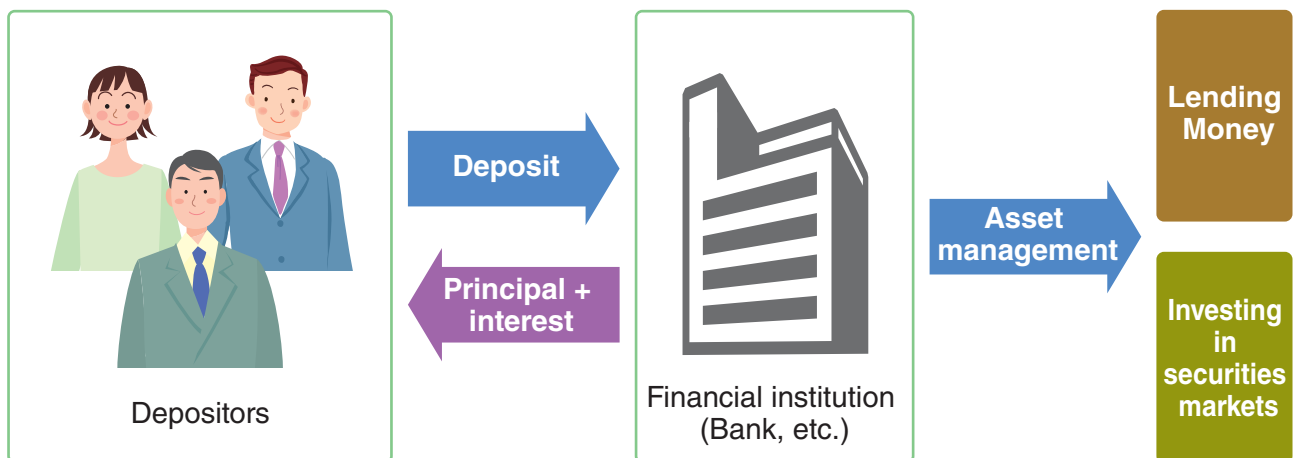 Deposit
Principal +
interest
Depositors
Financial institution
(Bank, etc.)
Asset
management
Lending
Money
Investing
in
securities
markets